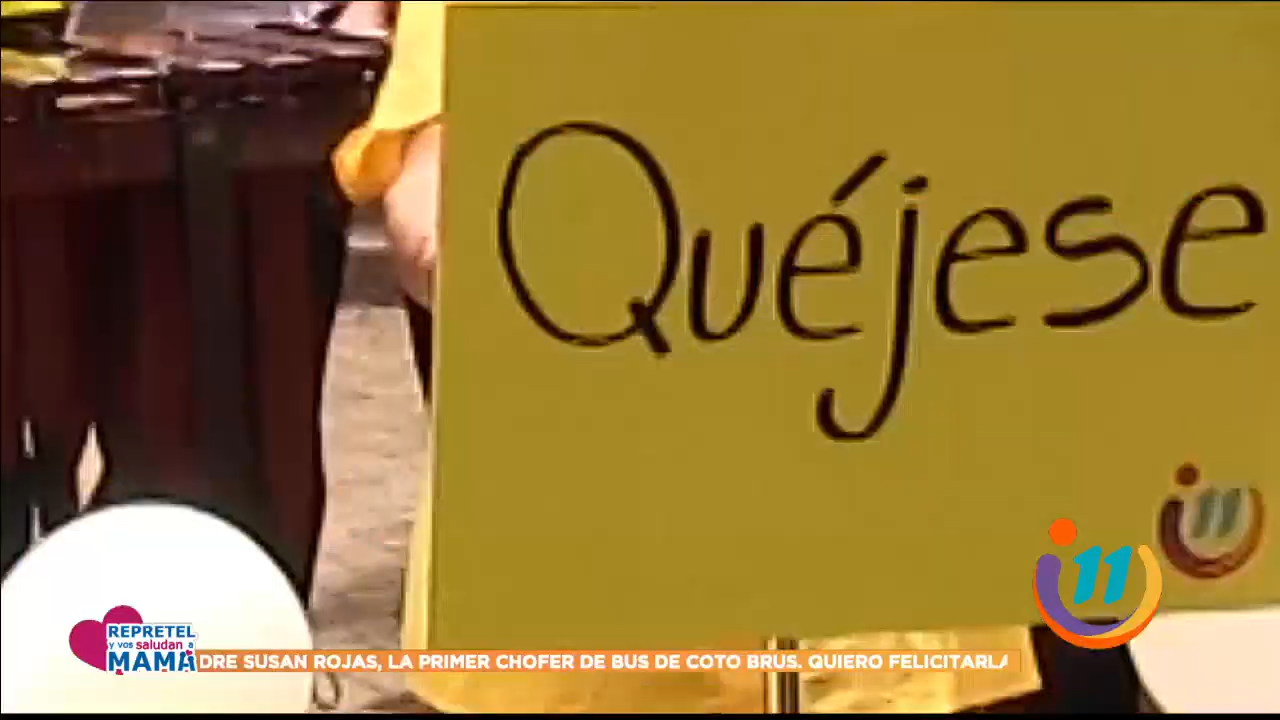 Quéjese
11
11
REPRETEL
y vos saludan a
MAMÁ
DRE SUSAN ROJAS, LA PRIMER CHOFER DE BUS DE COTO BRUS. QUIERO FELICITARLA